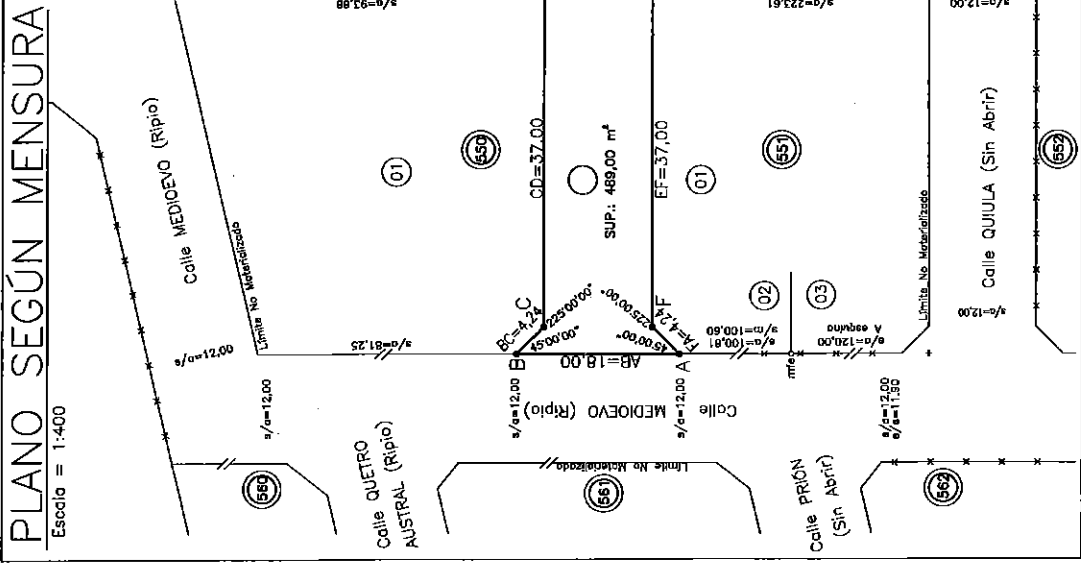 PLANO SEGÚN MENSURA
Escala = 1:400
s/a=93,88
s/a=223,61
s/a=12,00
Calle MEDIOEVO (Ripio)
Límite No Materializado
s/a=12,00
01
550
CD=37,00
SUP.: 489,00 m²
EF=37,00
01
551
Límite No Materializado
Calle QUIULA (Sin Abrir)
552
s/a=12,00
s/a=81,25
BC=4,24
C
225°00'00"
45°00'00"
B
AB=18,00
225°00'00"
45°00'00"
F
FA=4,24
A
s/a=100,81
s/m=100,60
02
03
mfe
s/a=120,00
A esquina
s/a=12,00
s/a=12,00
s/a=12,00
s/a=12,00
s/a=11,90
Calle
MEDIOEVO (Ripio)
Calle QUETRO
AUSTRAL (Ripio)
560
561
Límite No Materializado
Calle PRIÓN
(Sin Abrir)
562